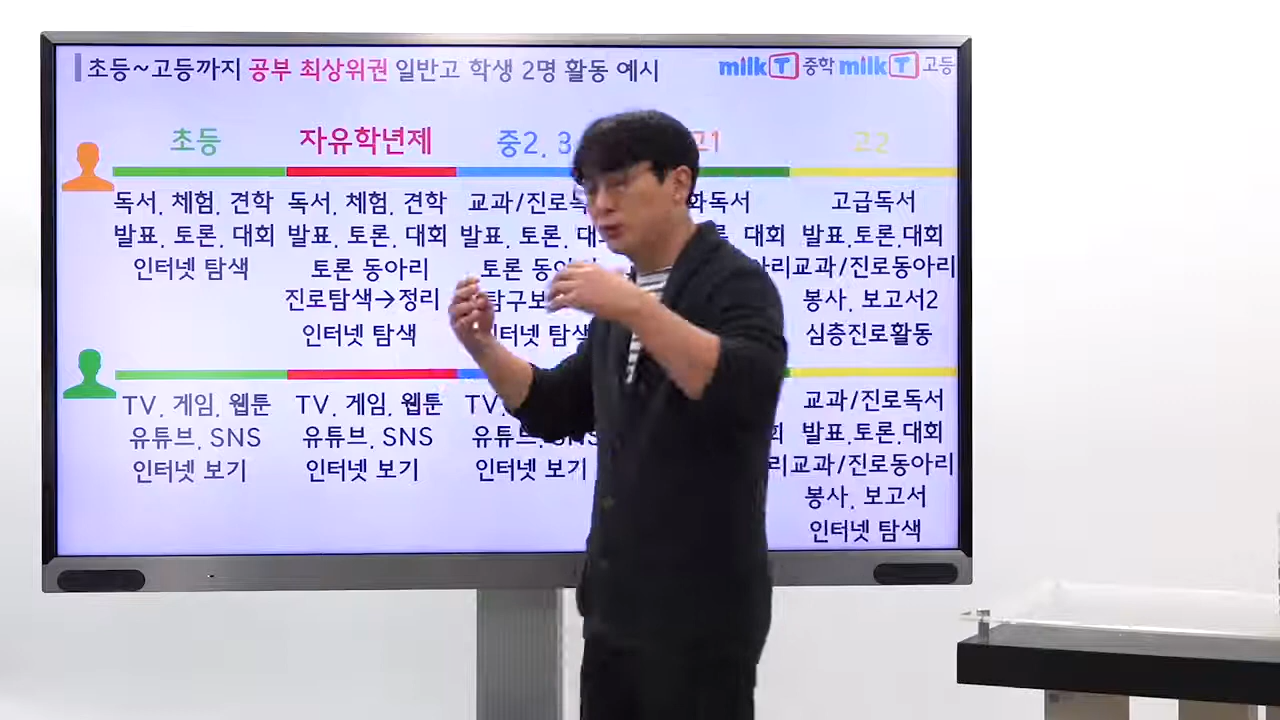 초등~고등까지 공부 최상위권 일반고 학생 2명 활동 예시
milk T 중학 milk T 고등
초등 자유학년제 중2, 3 고2
독서, 체험, 견학 독서, 체험, 견학 교과/진로독 화독서 고급독서
발표, 토론, 대회 발표, 토론, 대회 발표, 토론, 대 대회 발표,토론,대회
인터넷 탐색 토론 동아리 토론 동아 리 교과/진로동아리
진로탐색→정리 탐구보 봉사, 보고서2
인터넷 탐색 인터넷 탐색 심층진로활동
TV, 게임, 웹툰 TV, 게임, 웹툰 TV, 교과/진로독서
유튜브, SNS 유튜브, SNS 유튜브, SNS 발표,토론,대회
인터넷 보기 인터넷 보기 인터넷 보기 리 교과/진로동아리
봉사, 보고서
인터넷 탐색